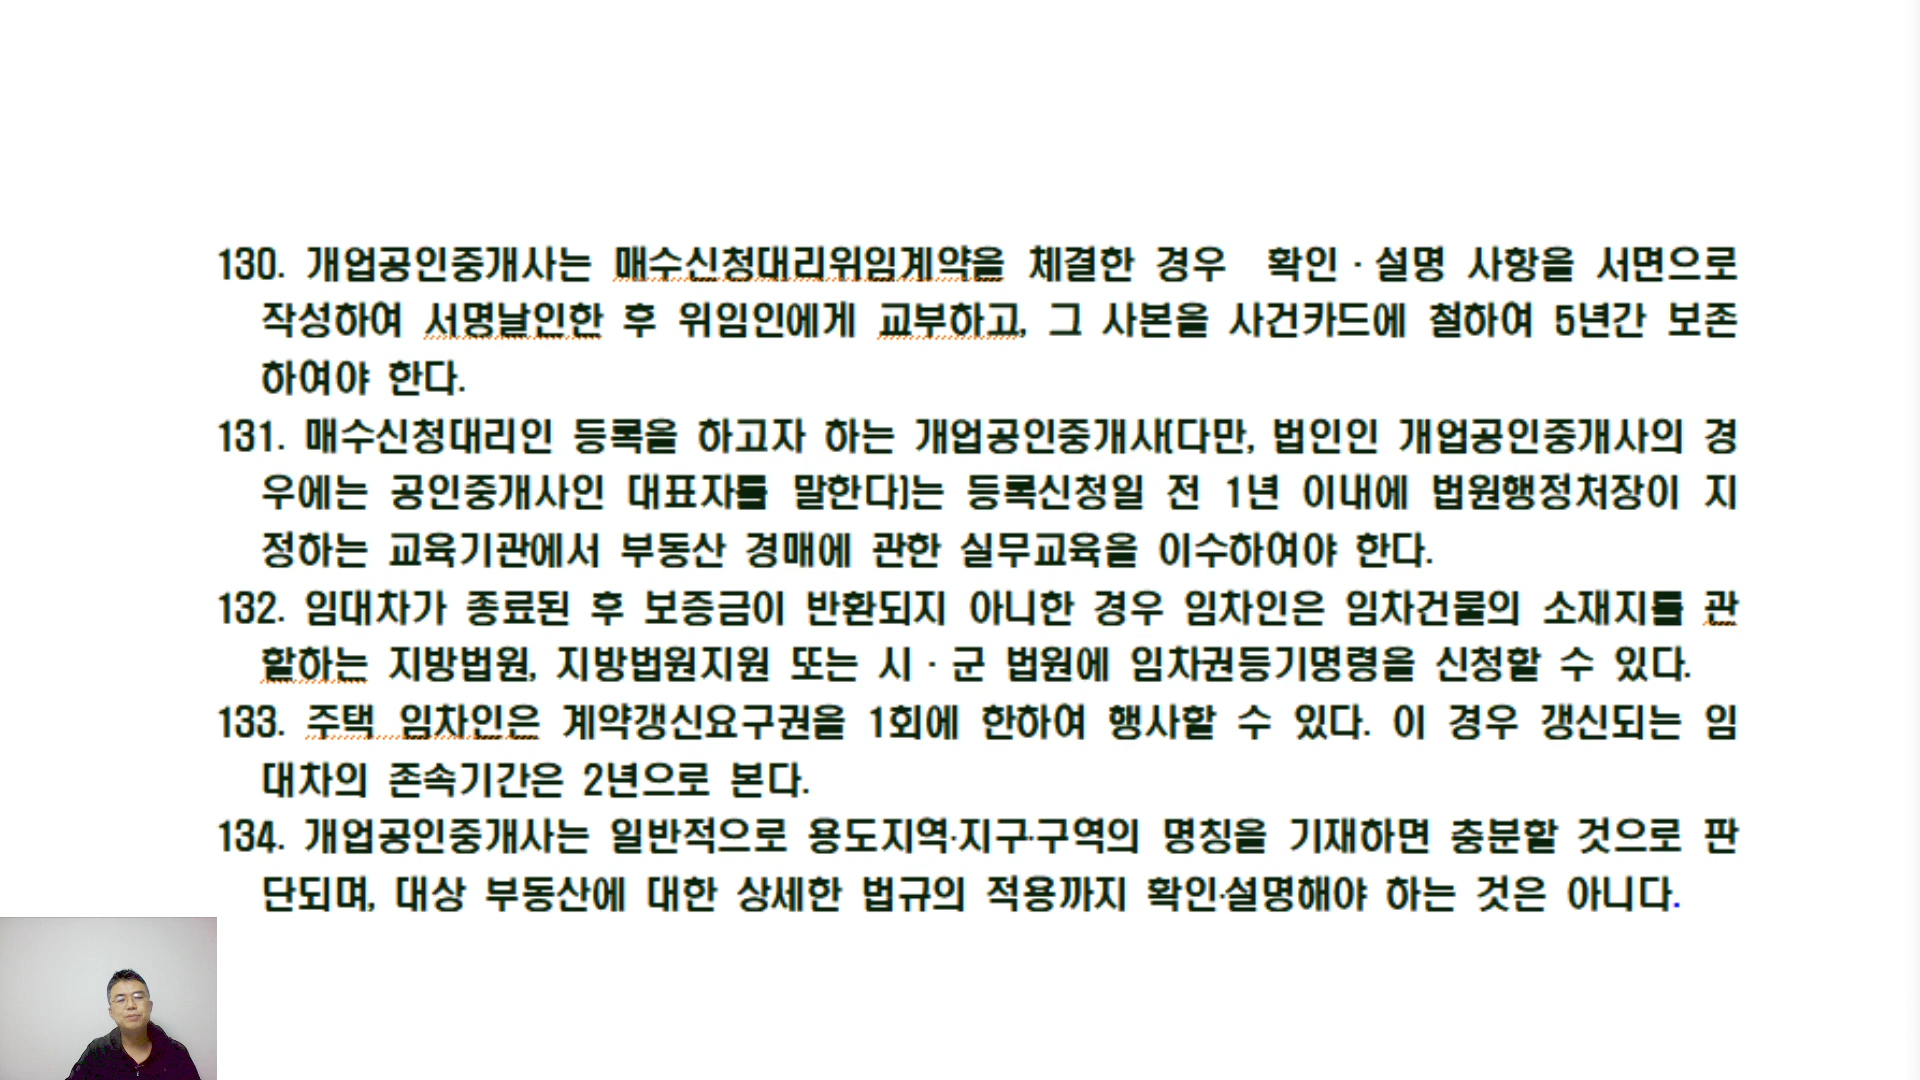 130. 개업공인중개사는 매수신청대리위임계약을 체결한 경우 확인·설명 사항을 서면으로
작성하여 서명날인한 후 위임인에게 교부하고, 그 사본을 사건카드에 철하여 5년간 보존
하여야 한다.
131. 매수신청대리인 등록을 하고자 하는 개업공인중개사(다만, 법인인 개업공인중개사의 경
우에는 공인중개사인 대표자를 말한다)는 등록신청일 전 1년 이내에 법원행정처장이 지
정하는 교육기관에서 부동산 경매에 관한 실무교육을 이수하여야 한다.
132. 임대차가 종료된 후 보증금이 반환되지 아니한 경우 임차인은 임차건물의 소재지를 관
할하는 지방법원, 지방법원지원 또는 시·군 법원에 임차권등기명령을 신청할 수 있다.
133. 주택 임차인은 계약갱신요구권을 1회에 한하여 행사할 수 있다. 이 경우 갱신되는 임
대차의 존속기간은 2년으로 본다.
134. 개업공인중개사는 일반적으로 용도지역·지구·구역의 명칭을 기재하면 충분할 것으로 판
단되며, 대상 부동산에 대한 상세한 법규의 적용까지 확인·설명해야 하는 것은 아니다.